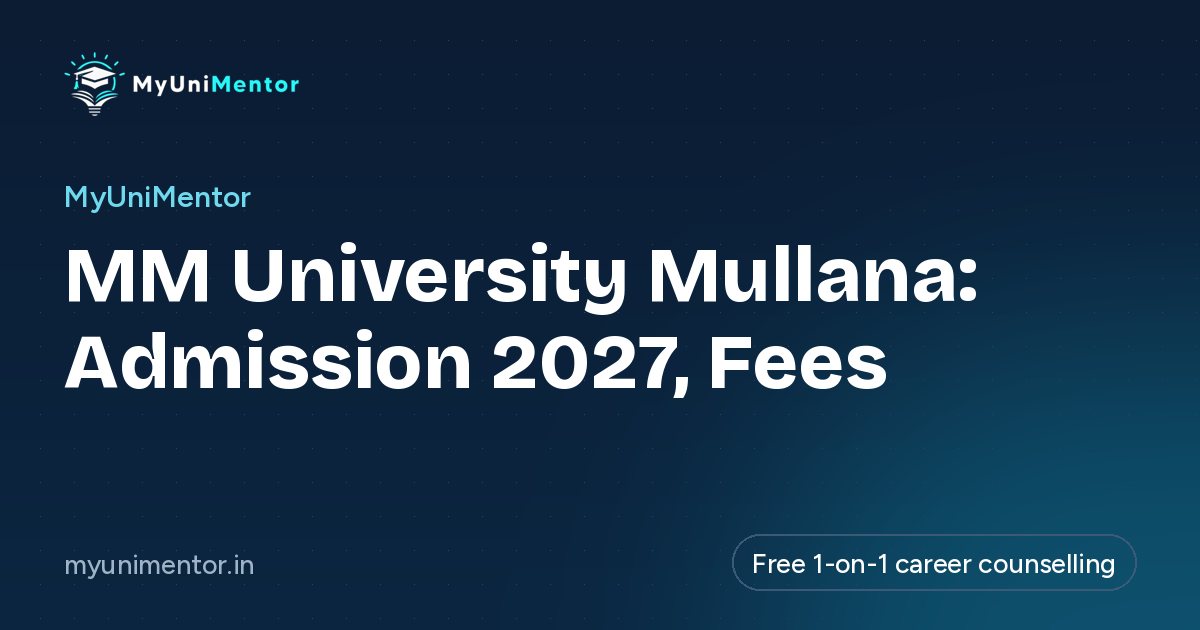 MyUniMentor
MyUniMentor
MM University Mullana:
Admission 2027, Fees
myunimentor.in
Free 1-on-1 career counselling